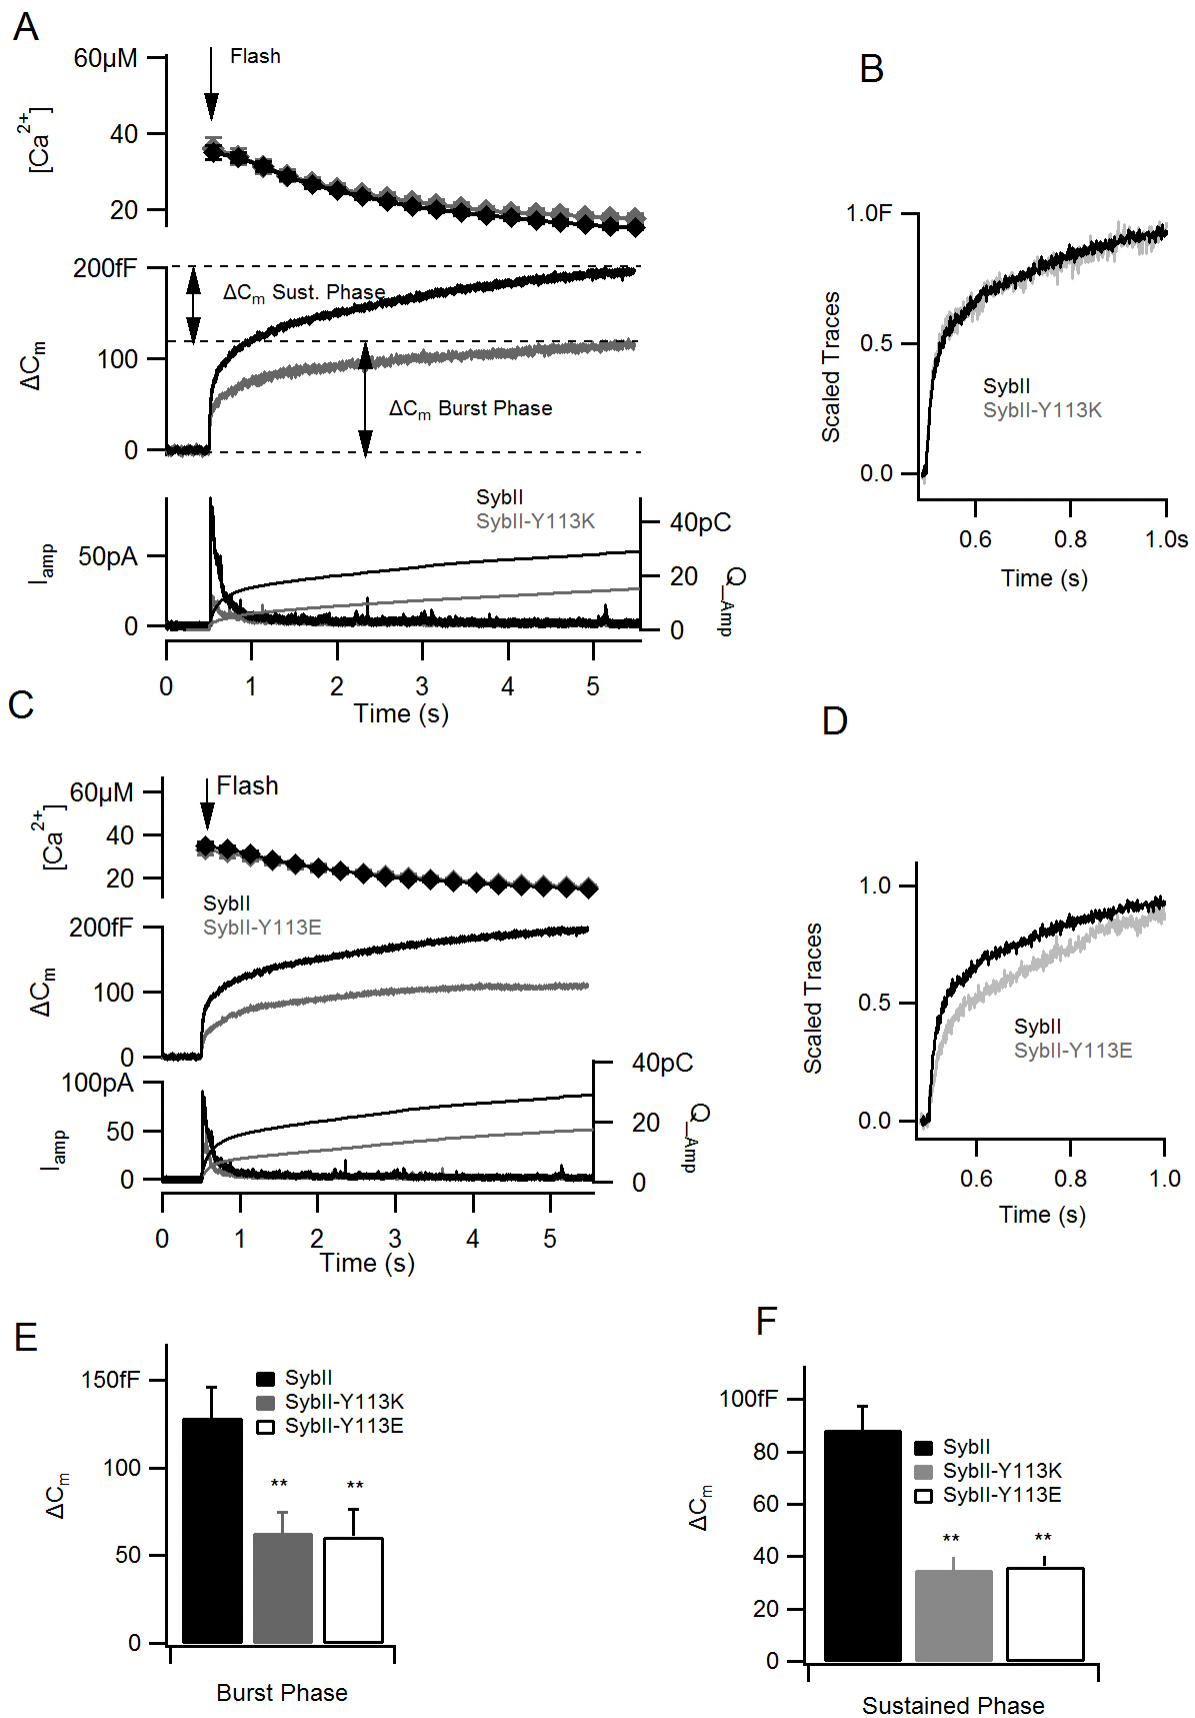 A
60µM
Flash
40
[Ca2+]
20
200fF
ΔCm Sust. Phase
100
ΔCm
ΔCm Burst Phase
0
SybII
SybII-Y113K
Iamp
50pA
0
40pC
20
0
Q_Amp
0 1 2 3 4 5
Time (s)
B
1.0F
0.5
0.0
Scaled Traces
SybII
SybII-Y113K
0.6 0.8 1.0s
Time (s)
C
60µM
Flash
40
[Ca2+]
20
SybII
SybII-Y113E
200fF
100
ΔCm
0
100pA
50
Iamp
0
40pC
20
0
Q_Amp
0 1 2 3 4 5
Time (s)
D
1.0
0.5
0.0
Scaled Traces
SybII
SybII-Y113E
0.6 0.8 1.0
Time (s)
E
150fF
100
50
0
ΔCm
SybII
SybII-Y113K
SybII-Y113E
** **
Burst Phase
F
100fF
80
60
40
20
0
ΔCm
SybII
SybII-Y113K
SybII-Y113E
** **
Sustained Phase